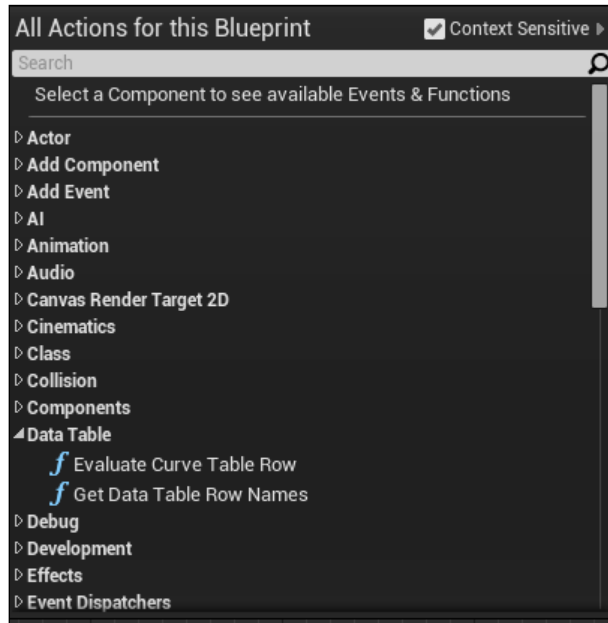 All Actions for this Blueprint Context Sensitive
Search
Select a Component to see available Events & Functions
Actor
Add Component
Add Event
AI
Animation
Audio
Canvas Render Target 2D
Cinematics
Class
Collision
Components
Data Table
f Evaluate Curve Table Row
f Get Data Table Row Names
Debug
Development
Effects
Event Dispatchers